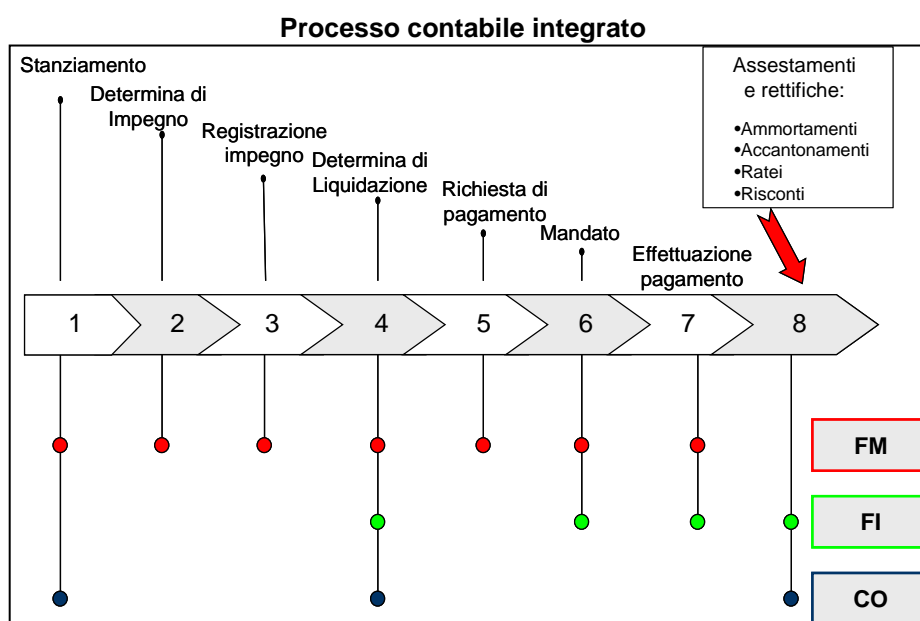 Processo contabile integrato
Stanziamento
Determina di
Impegno
Registrazione
impegno
Determina di
Liquidazione
Richiesta di
pagamento
Mandato
Effettuazione
pagamento
Assestamenti
e rettifiche:
•Ammortamenti
•Accantonamenti
•Ratei
•Risconti
1 2 3 4 5 6 7 8
FM
FI
CO